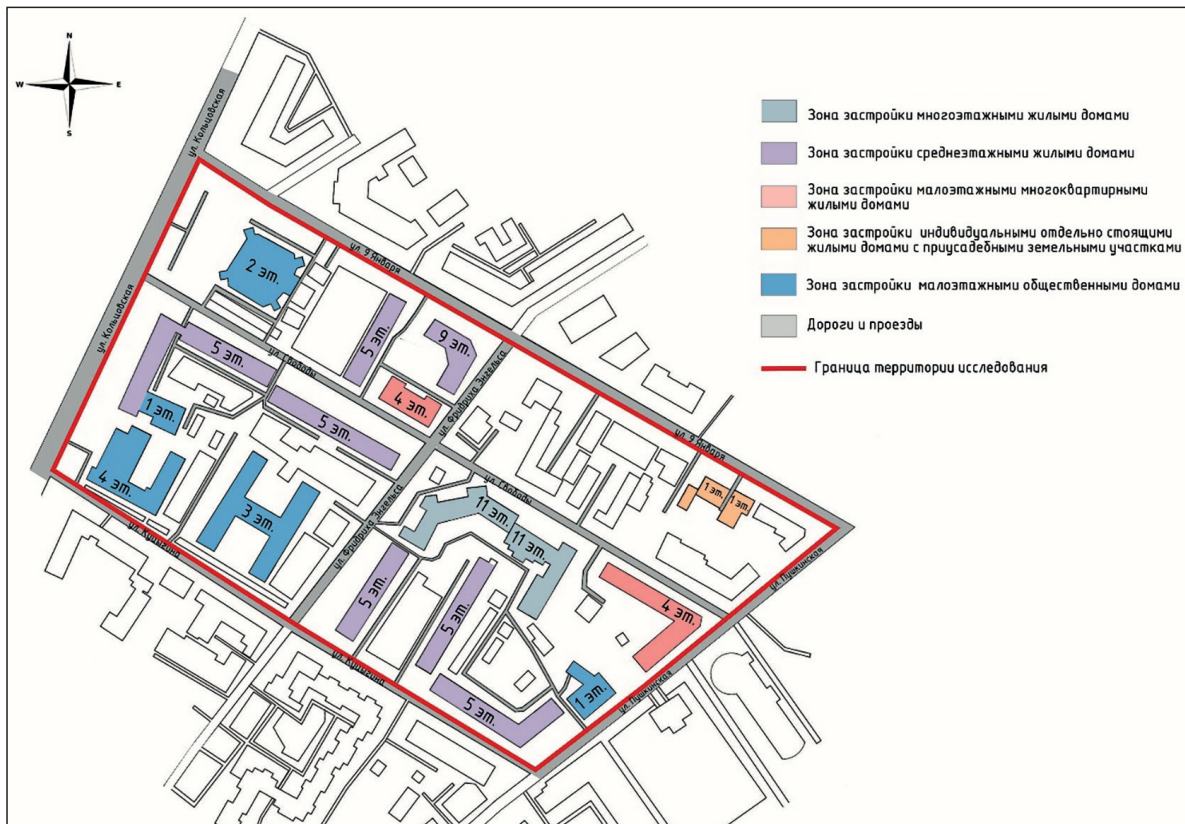 N
W
E
S
ул. Кольцовская
ул. 9 Января
2 эт.
ул. Кольцовская
5 эт.
ул. Свободы
5 эт.
9 эт.
4 эт.
ул. Фридриха Энгельса
1 эт.
5 эт.
4 эт.
3 эт.
ул. Куцыгина
ул. Фридриха Энгельса
ул. Свободы
11 эт.
11 эт.
ул. 9 Января
1 эт.
1 эт.
ул. Пушкинская
5 эт.
5 эт.
4 эт.
ул. Куцыгина
5 эт.
1 эт.
ул. Пушкинская
Зона застройки многоэтажными жилыми домами
Зона застройки среднеэтажными жилыми домами
Зона застройки малоэтажными многоквартирными
жилыми домами
Зона застройки индивидуальными отдельно стоящими
жилыми домами с приусадебными земельными участками
Зона застройки малоэтажными общественными домами
Дороги и проезды
Граница территории исследования